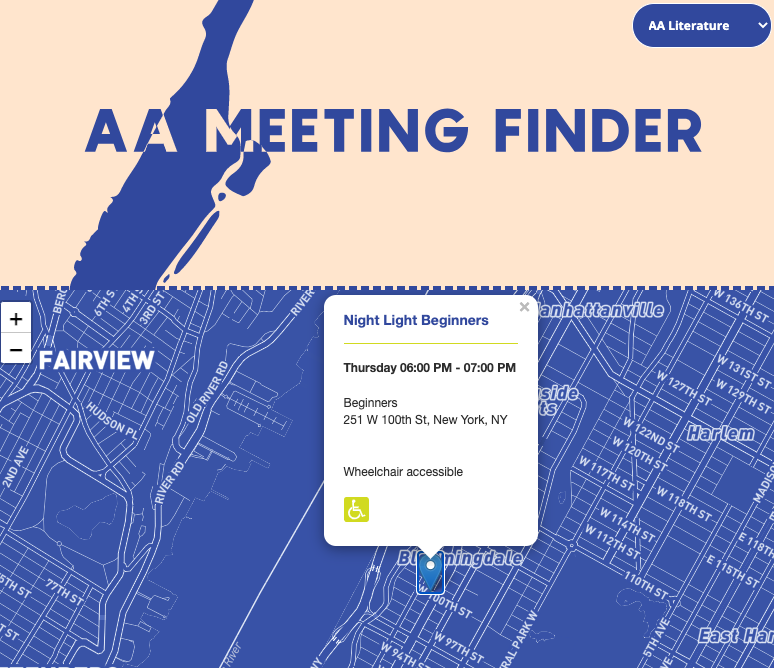 AA Literature
AA MEETING FINDER
+
−
FAIRVIEW
6TH ST
4TH ST
3RD ST
RIVER
OLD RIVER RD
HUDSON PL
2ND AVE
RIVER RD
77TH ST
River
×
Night Light Beginners
Thursday 06:00 PM - 07:00 PM
Beginners
251 W 100th St, New York, NY
Wheelchair accessible
W 136TH ST
W 131ST ST
W 129TH ST
W 127TH ST
Harlem
W 122ND ST
W 120TH ST
W 117TH ST
W 118TH ST
W 114TH ST
W 112TH ST
E 118TH
E 115TH ST
110TH ST
W 100TH ST
W 97TH ST
W 94TH ST
RAL PARK W
5TH AVE
East Har